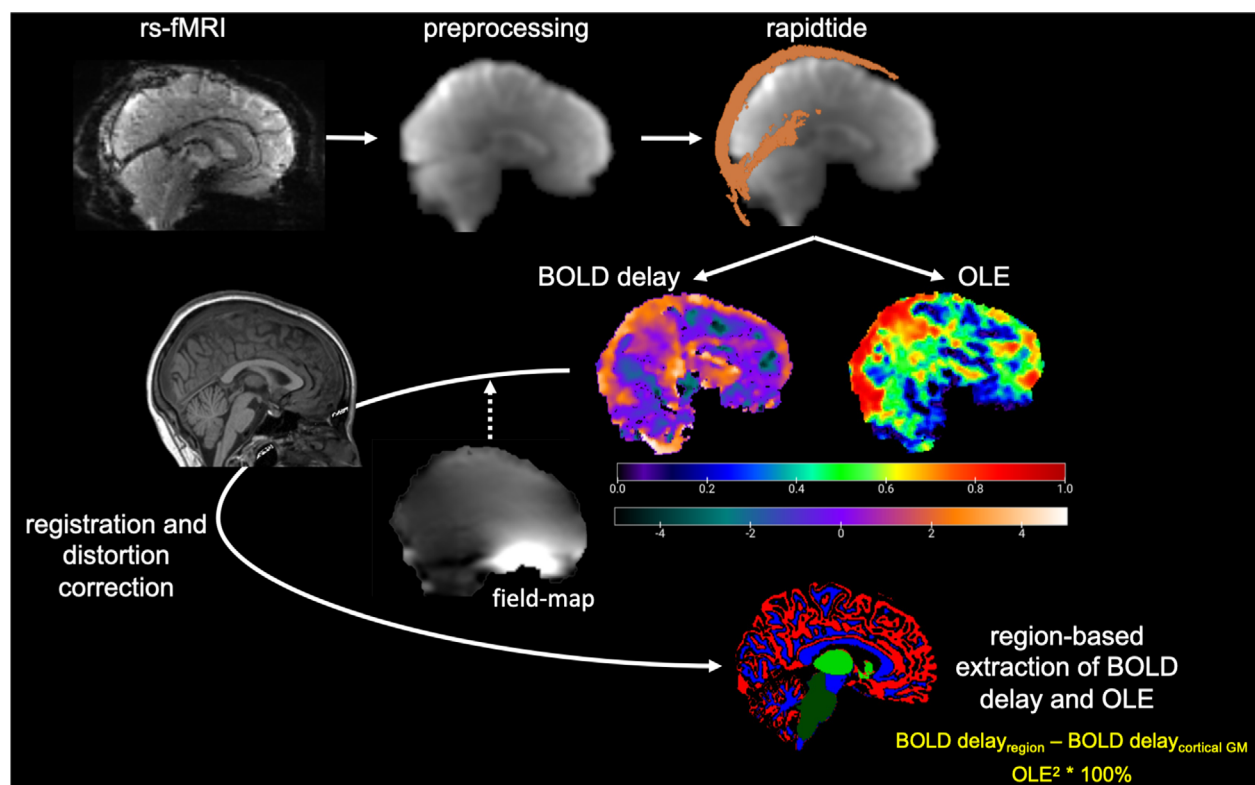 rs-fMRI
preprocessing
rapidtide
BOLD delay
OLE
0.0 0.2 0.4 0.6 0.8 1.0
-4 -2 0 2 4
registration and
distortion
correction
field-map
region-based
extraction of BOLD
delay and OLE
BOLD delayregion – BOLD delaycortical GM
OLE² * 100%